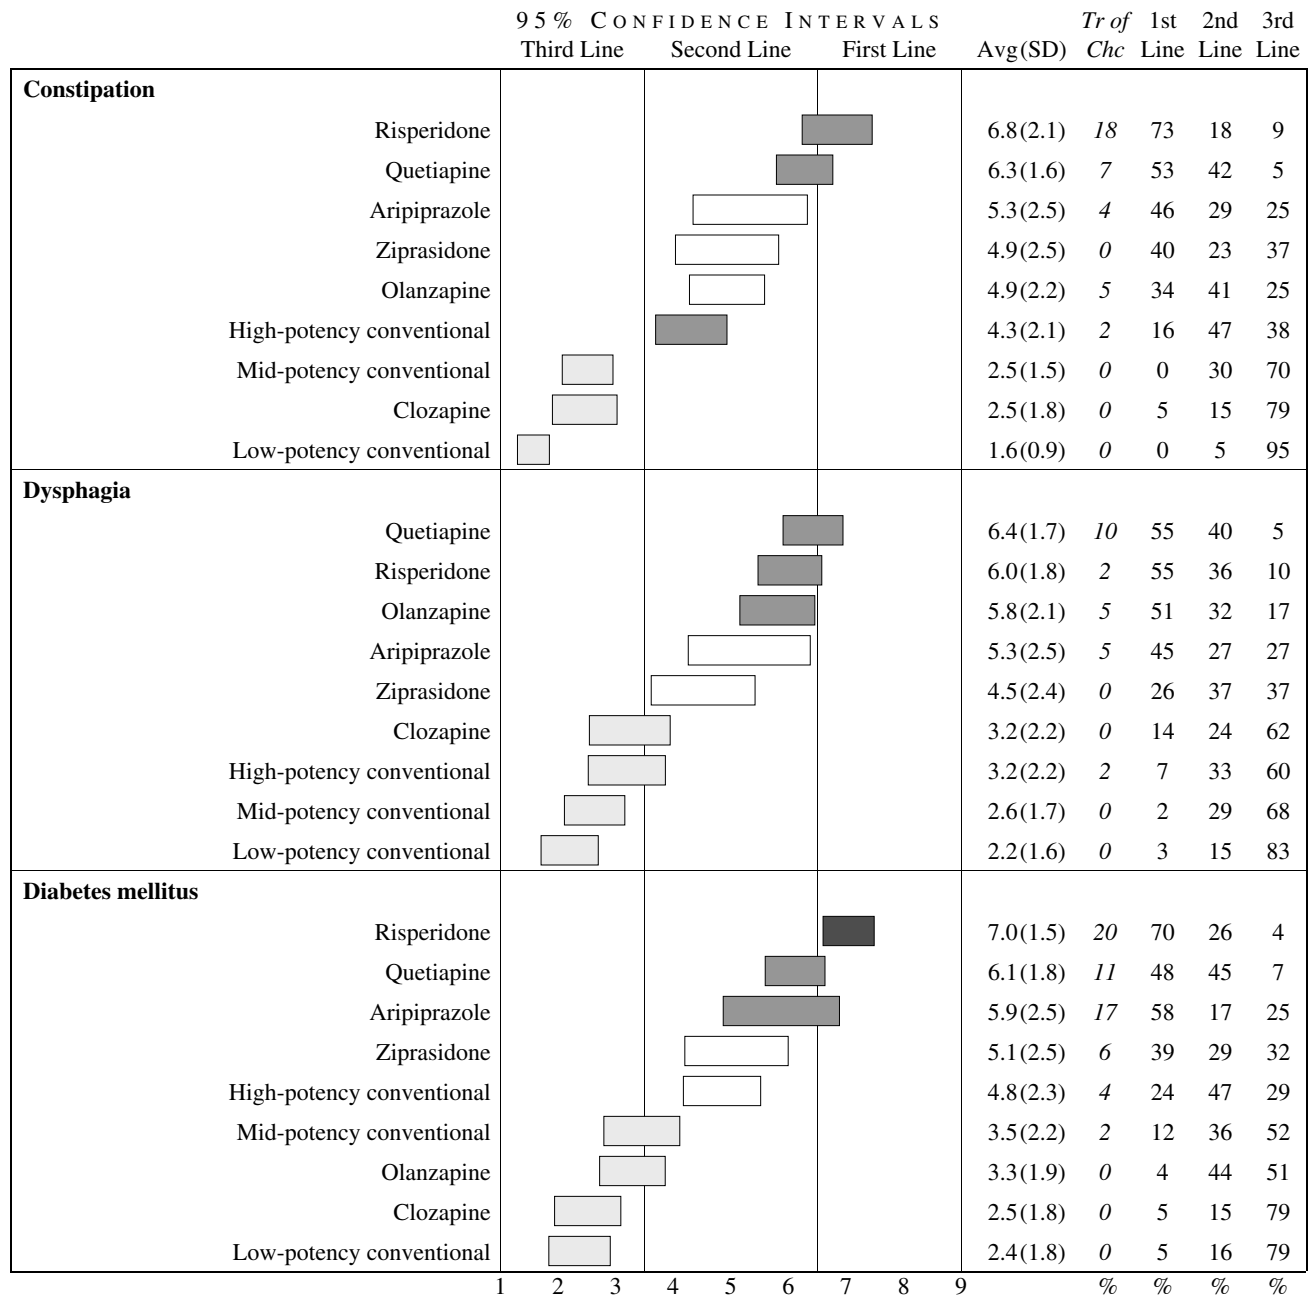 95% CONFIDENCE INTERVALS Tr of 1st 2nd 3rd
Third Line Second Line First Line Avg(SD) Chc Line Line Line
Constipation
Risperidone 6.8(2.1) 18 73 18 9
Quetiapine 6.3(1.6) 7 53 42 5
Aripiprazole 5.3(2.5) 4 46 29 25
Ziprasidone 4.9(2.5) 0 40 23 37
Olanzapine 4.9(2.2) 5 34 41 25
High-potency conventional 4.3(2.1) 2 16 47 38
Mid-potency conventional 2.5(1.5) 0 0 30 70
Clozapine 2.5(1.8) 0 5 15 79
Low-potency conventional 1.6(0.9) 0 0 5 95
Dysphagia
Quetiapine 6.4(1.7) 10 55 40 5
Risperidone 6.0(1.8) 2 55 36 10
Olanzapine 5.8(2.1) 5 51 32 17
Aripiprazole 5.3(2.5) 5 45 27 27
Ziprasidone 4.5(2.4) 0 26 37 37
Clozapine 3.2(2.2) 0 14 24 62
High-potency conventional 3.2(2.2) 2 7 33 60
Mid-potency conventional 2.6(1.7) 0 2 29 68
Low-potency conventional 2.2(1.6) 0 3 15 83
Diabetes mellitus
Risperidone 7.0(1.5) 20 70 26 4
Quetiapine 6.1(1.8) 11 48 45 7
Aripiprazole 5.9(2.5) 17 58 17 25
Ziprasidone 5.1(2.5) 6 39 29 32
High-potency conventional 4.8(2.3) 4 24 47 29
Mid-potency conventional 3.5(2.2) 2 12 36 52
Olanzapine 3.3(1.9) 0 4 44 51
Clozapine 2.5(1.8) 0 5 15 79
Low-potency conventional 2.4(1.8) 0 5 16 79
1 2 3 4 5 6 7 8 9 % % % %